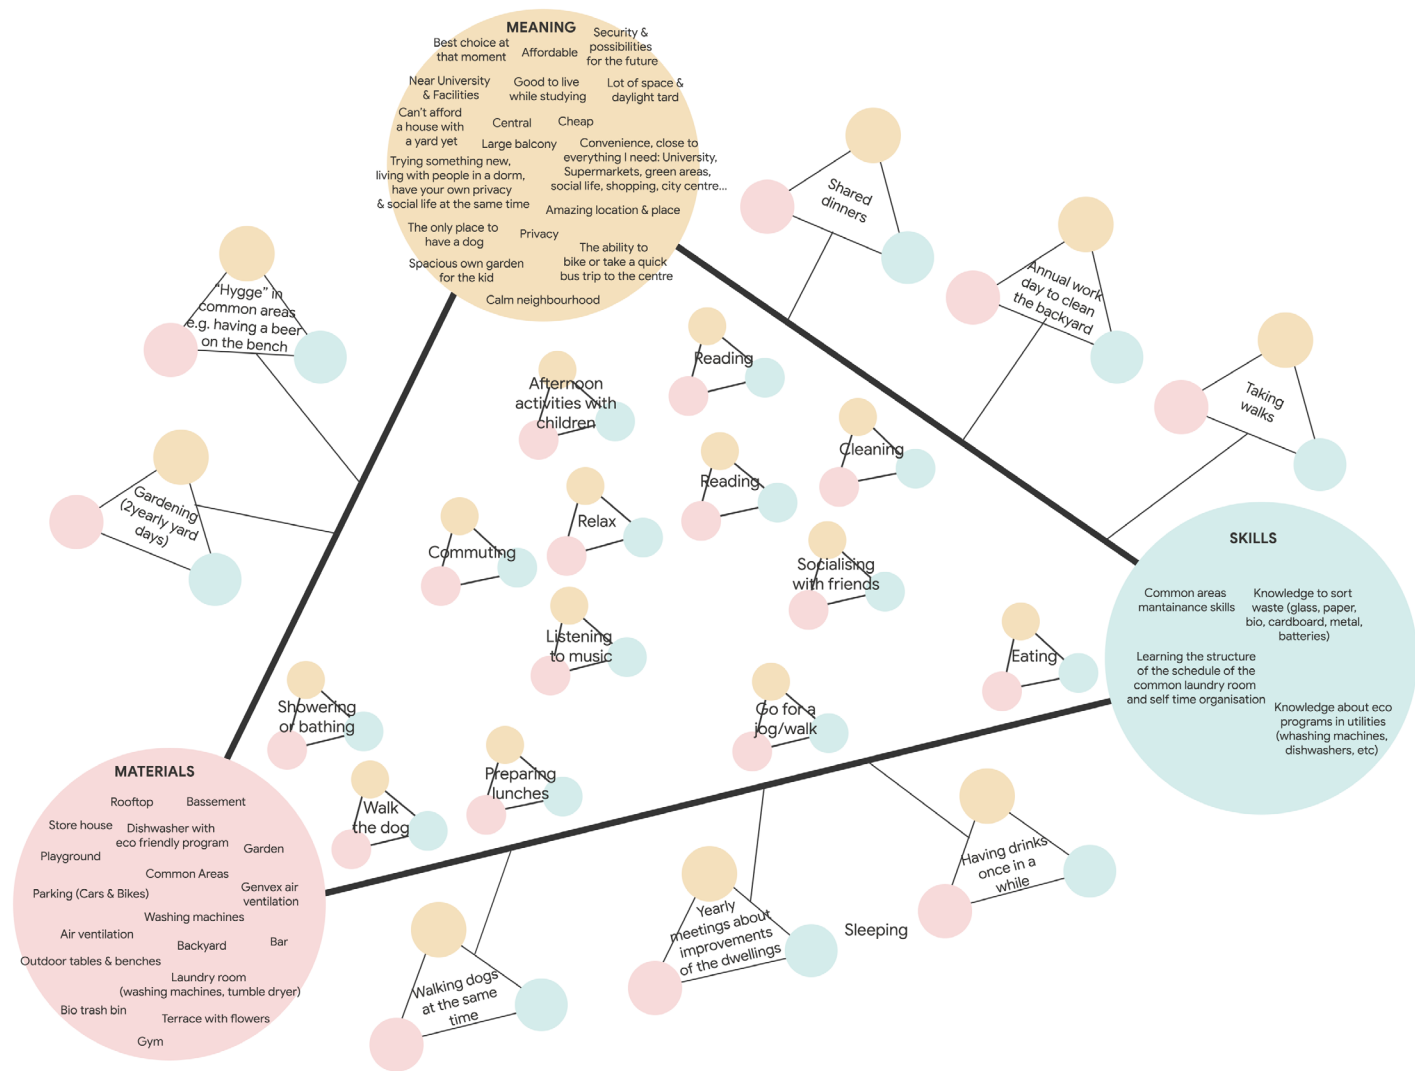 MEANING
Best choice at
that moment
Affordable
Security &
possibilities
for the future
Near University
& Facilities
Good to live
while studying
Lot of space &
daylight tard
Can't afford
a house with
a yard yet
Central
Cheap
Large balcony
Convenience, close to
everything I need: University,
Supermarkets, green areas,
social life, shopping, city centre...
Trying something new,
living with people in a dorm,
have your own privacy
& social life at the same time
Amazing location & place
The only place to
have a dog
Privacy
The ability to
bike or take a quick
bus trip to the centre
Spacious own garden
for the kid
Calm neighbourhood
Shared
dinners
Annual work
day to clean
the backyard
Taking
walks
"Hygge" in
common areas
e.g. having a beer
on the bench
Gardening
(2yearly yard
days)
Reading
Afternoon
activities with
children
Cleaning
Reading
Relax
Commuting
Socialising
with friends
Listening
to music
Eating
Showering
or bathing
Go for a
jog/walk
Preparing
lunches
Walk
the dog
SKILLS
Common areas
mantainance skills
Knowledge to sort
waste (glass, paper,
bio, cardboard, metal,
batteries)
Learning the structure
of the schedule of the
common laundry room
and self time organisation
Knowledge about eco
programs in utilities
(whashing machines,
dishwashers, etc)
MATERIALS
Rooftop
Bassement
Store house
Dishwasher with
eco friendly program
Playground
Garden
Common Areas
Parking (Cars & Bikes)
Genvex air
ventilation
Washing machines
Air ventilation
Backyard
Bar
Outdoor tables & benches
Laundry room
(washing machines, tumble dryer)
Bio trash bin
Terrace with flowers
Gym
Walking dogs
at the same
time
Yearly
meetings about
improvements
of the dwellings
Sleeping
Having drinks
once in a
while